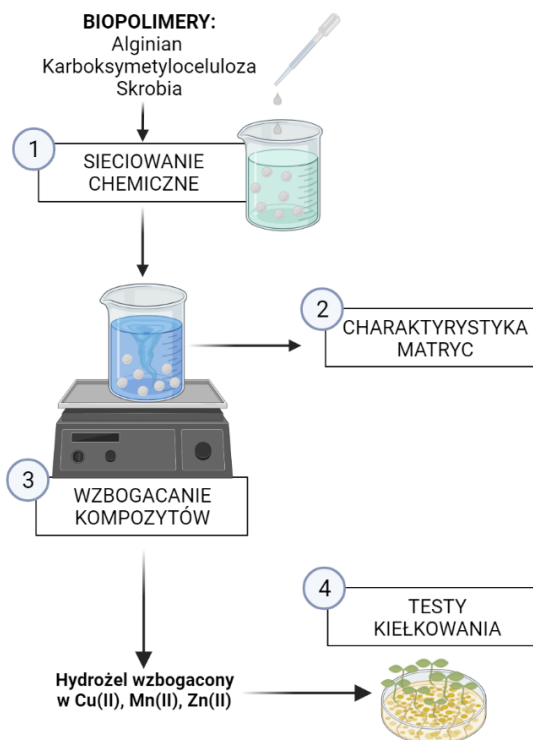 BIOPOLIMERY:
Alginian
Karboksymetyloceluloza
Skrobia
1
SIECIOWANIE
CHEMICZNE
2
CHARAKTYRYSTYKA
MATRYC
3
WZBOGACANIE
KOMPOZYTÓW
4
TESTY
KIEŁKOWANIA
Hydrożel wzbogacony
w Cu(II), Mn(II), Zn(II)